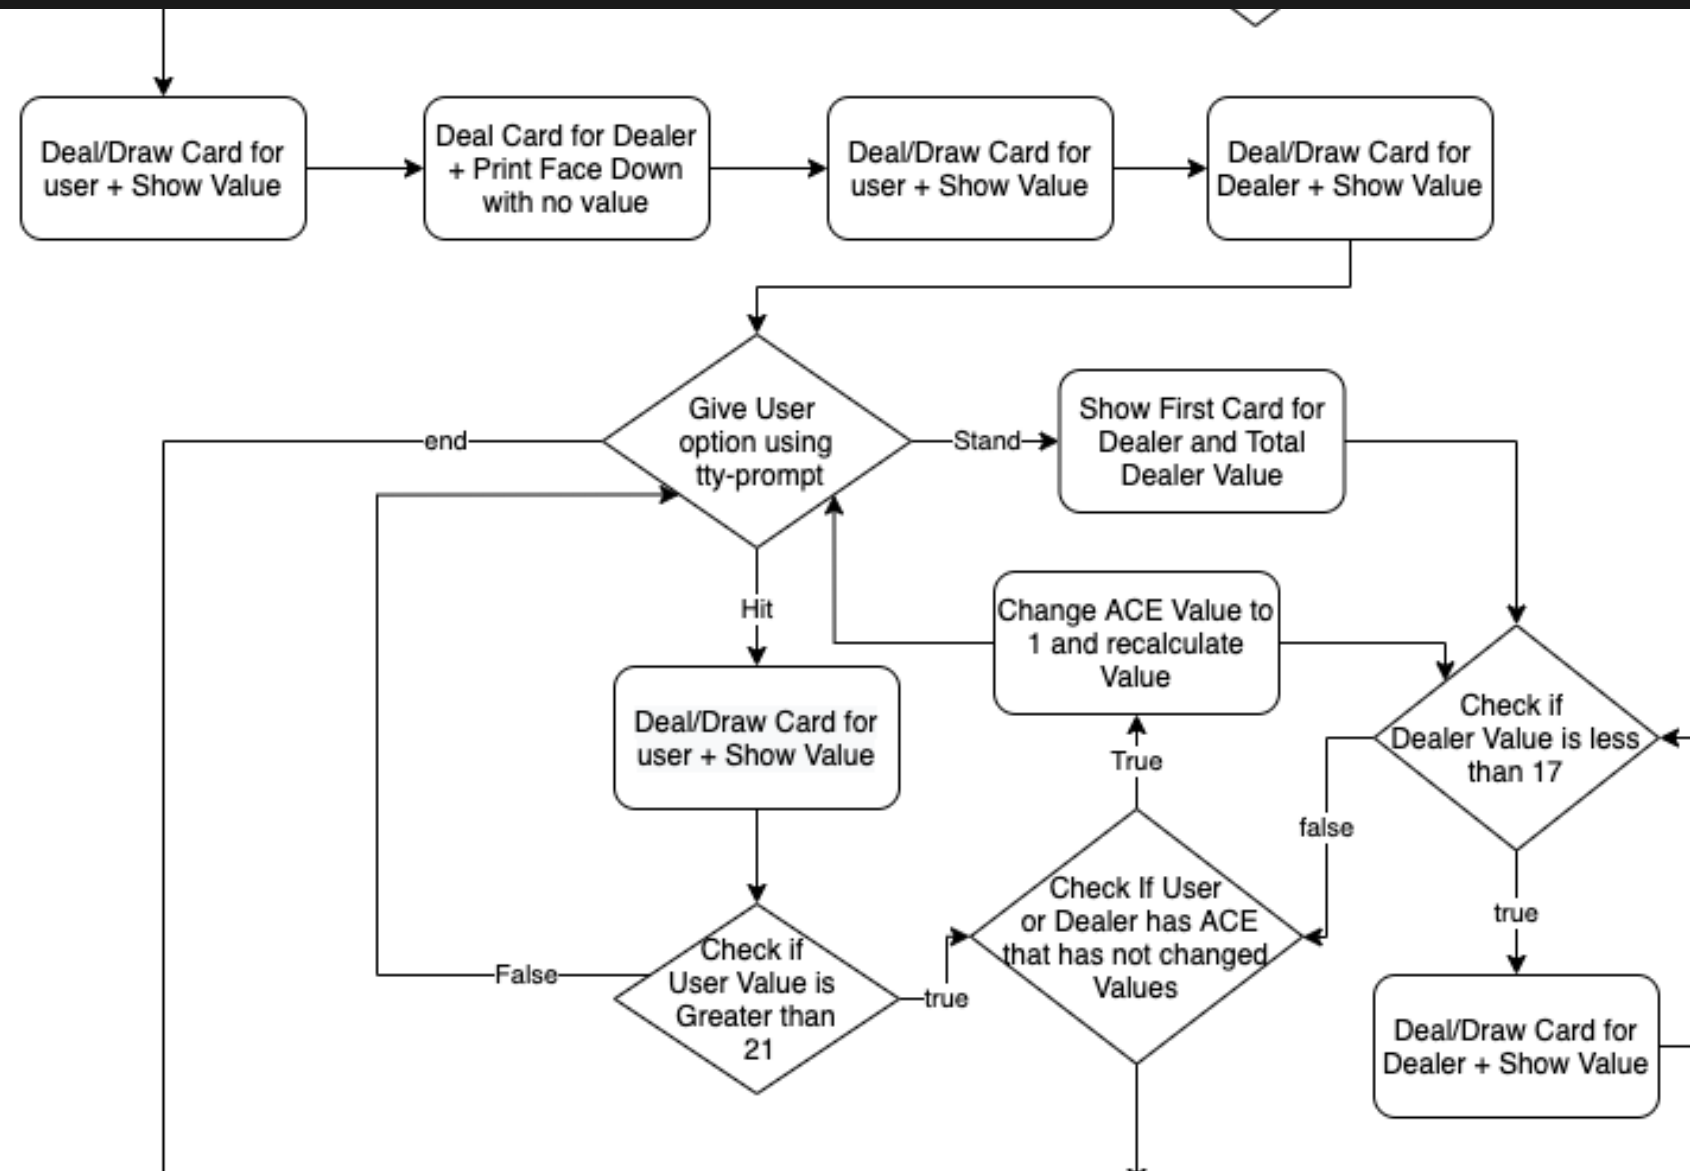 Deal/Draw Card for
user + Show Value
Deal Card for Dealer
+ Print Face Down
with no value
Deal/Draw Card for
user + Show Value
Deal/Draw Card for
Dealer + Show Value
Give User
option using
tty-prompt
end
Stand
Show First Card for
Dealer and Total
Dealer Value
Hit
Change ACE Value to
1 and recalculate
Value
Deal/Draw Card for
user + Show Value
Check if
Dealer Value is less
than 17
True
false
true
Check If User
or Dealer has ACE
that has not changed
Values
Check if
User Value is
Greater than
21
False
true
Deal/Draw Card for
Dealer + Show Value